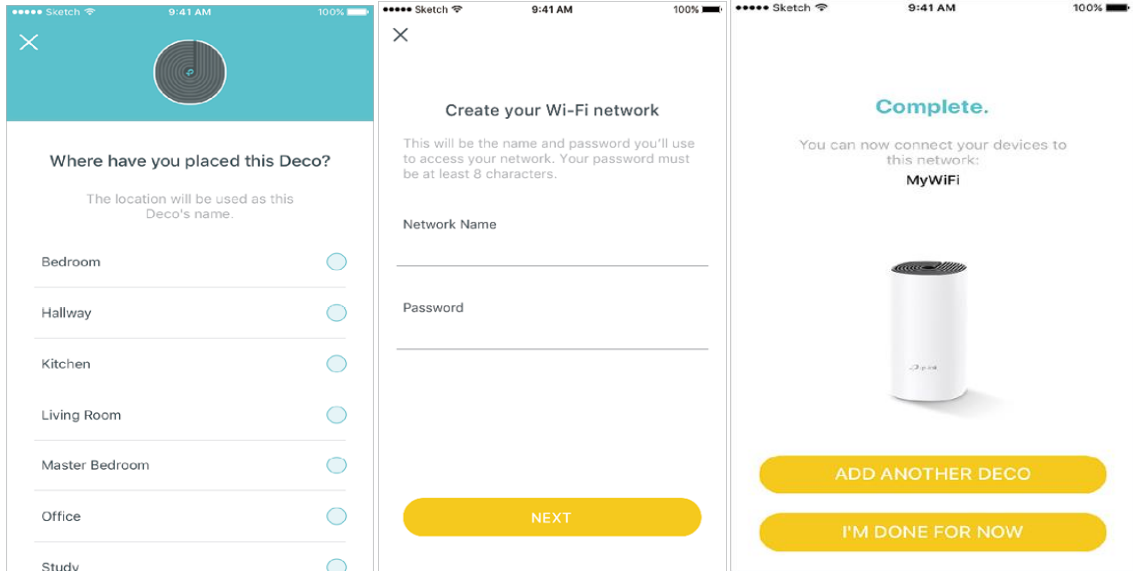 Sketch 9:41 AM 100%
Where have you placed this Deco?
The location will be used as this
Deco's name.
Bedroom
Hallway
Kitchen
Living Room
Master Bedroom
Office
Study
Sketch 9:41 AM 100%
Create your Wi-Fi network
This will be the name and password you'll use
to access your network. Your password must
be at least 8 characters.
Network Name
Password
NEXT
Sketch 9:41 AM 100%
Complete.
You can now connect your devices to
this network:
MyWiFi
tp-link
ADD ANOTHER DECO
I'M DONE FOR NOW